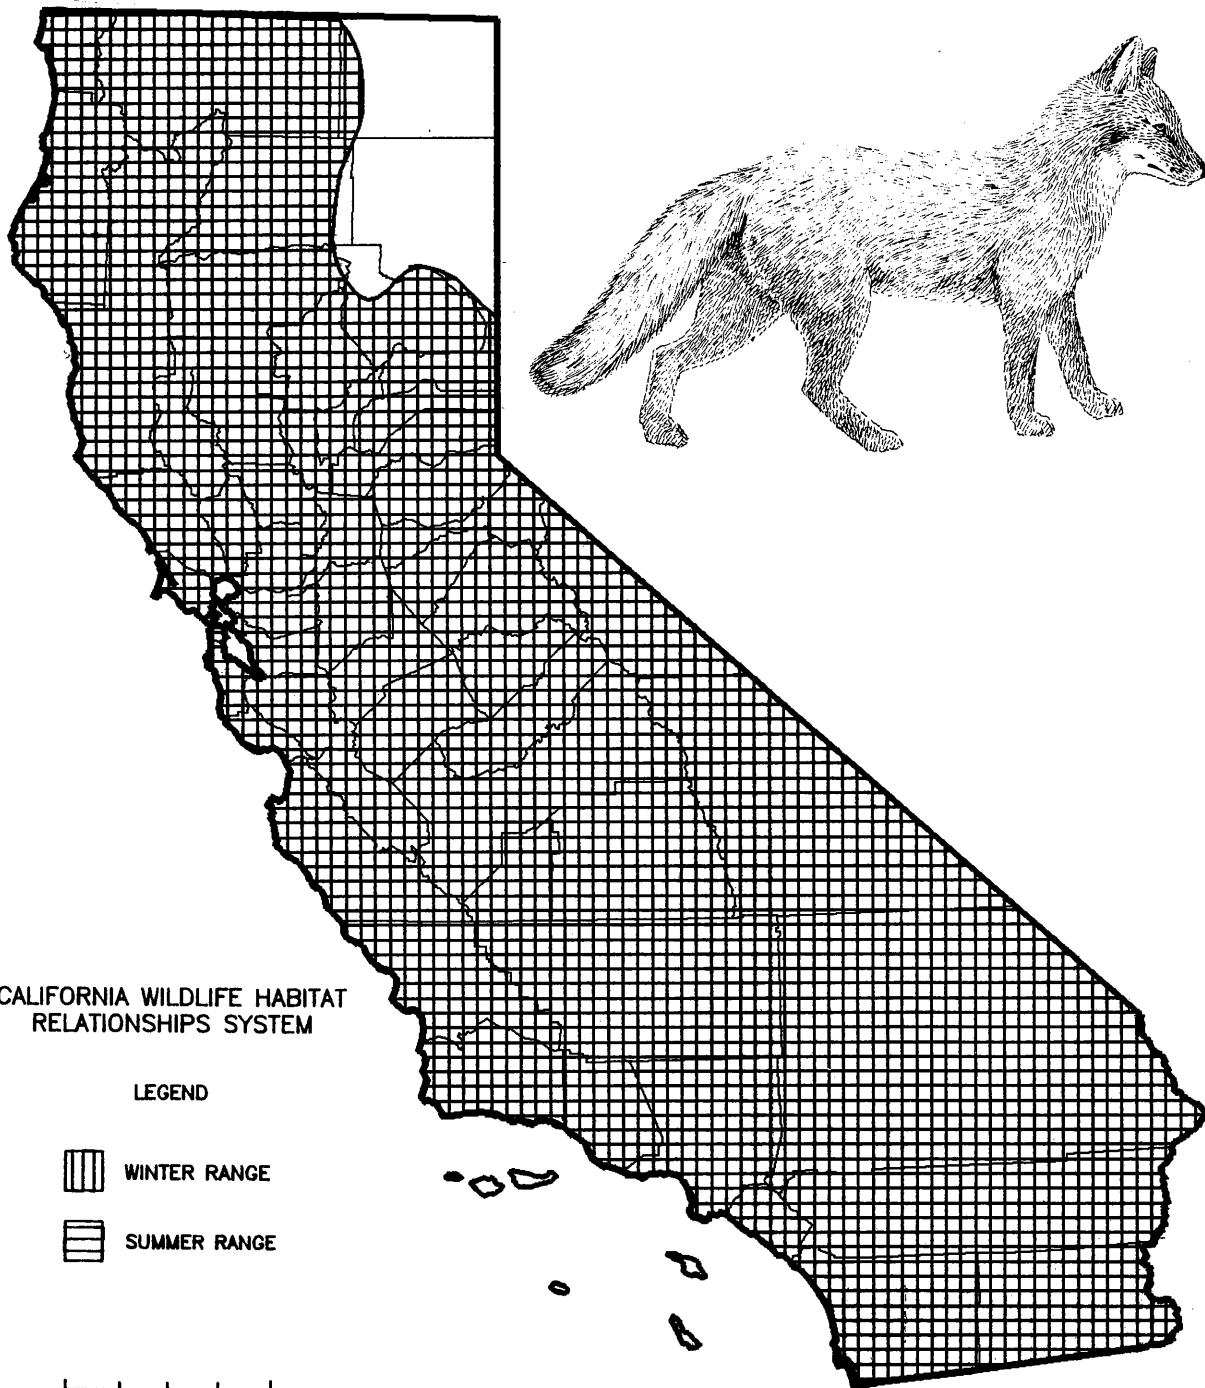 CALIFORNIA WILDLIFE HABITAT
RELATIONSHIPS SYSTEM
LEGEND
WINTER RANGE
SUMMER RANGE